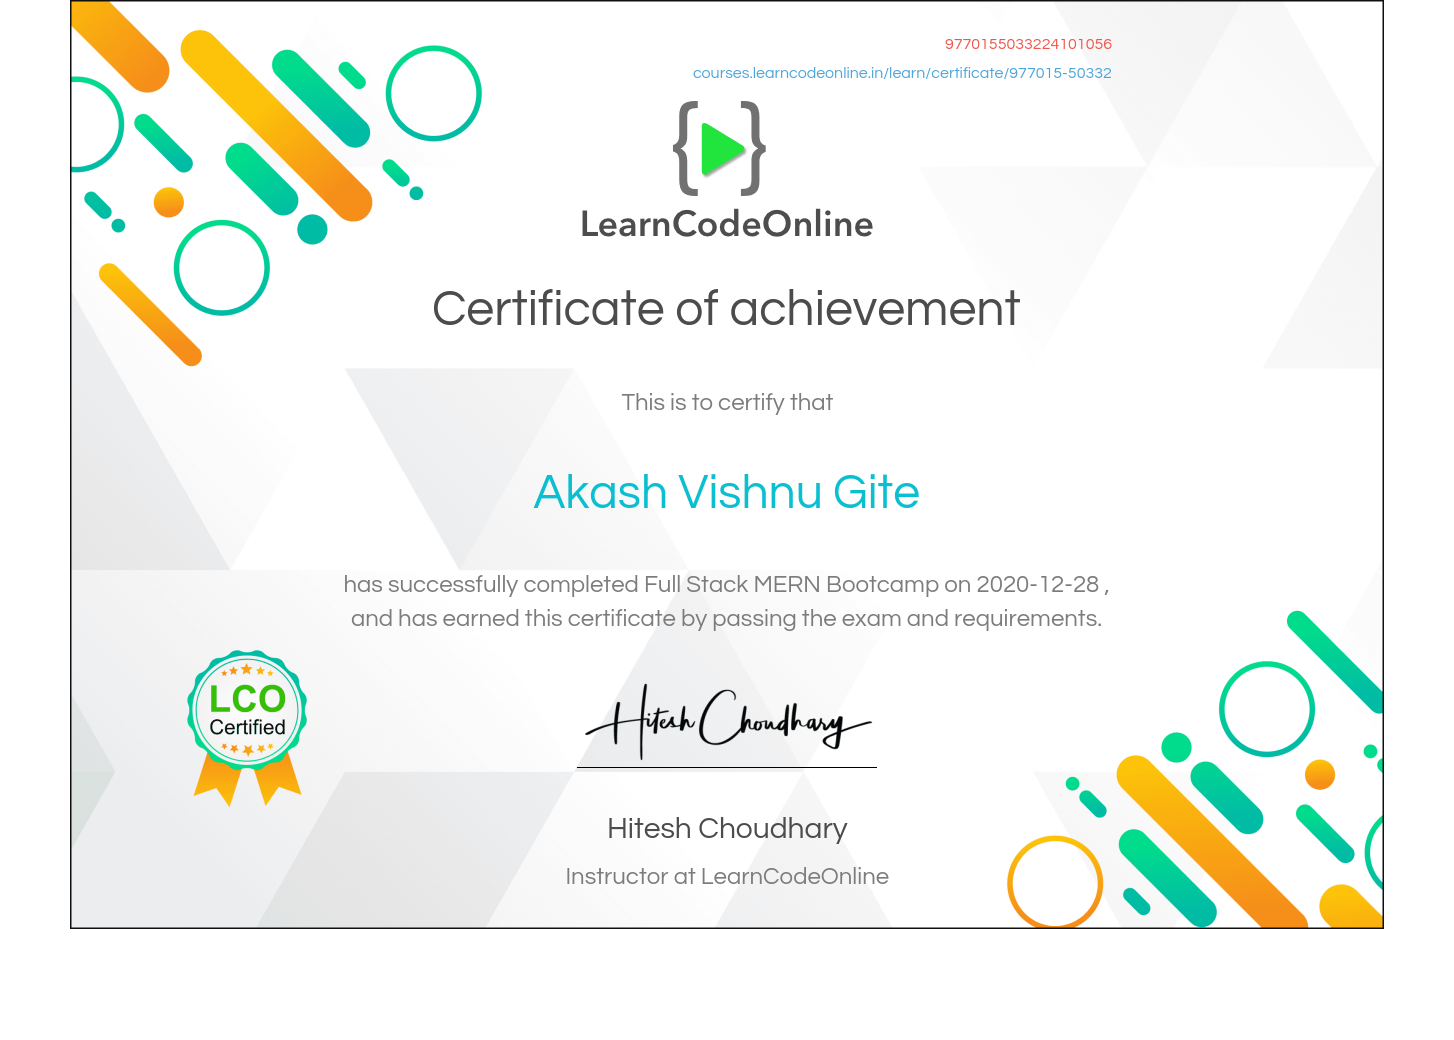 9770155033224101056
courses.learncodeonline.in/learn/certificate/977015-50332
LearnCodeOnline
Certificate of achievement
This is to certify that
Akash Vishnu Gite
has successfully completed Full Stack MERN Bootcamp on 2020-12-28 ,
and has earned this certificate by passing the exam and requirements.
LCO
Certified
Hitesh Choudhary
Hitesh Choudhary
Instructor at LearnCodeOnline